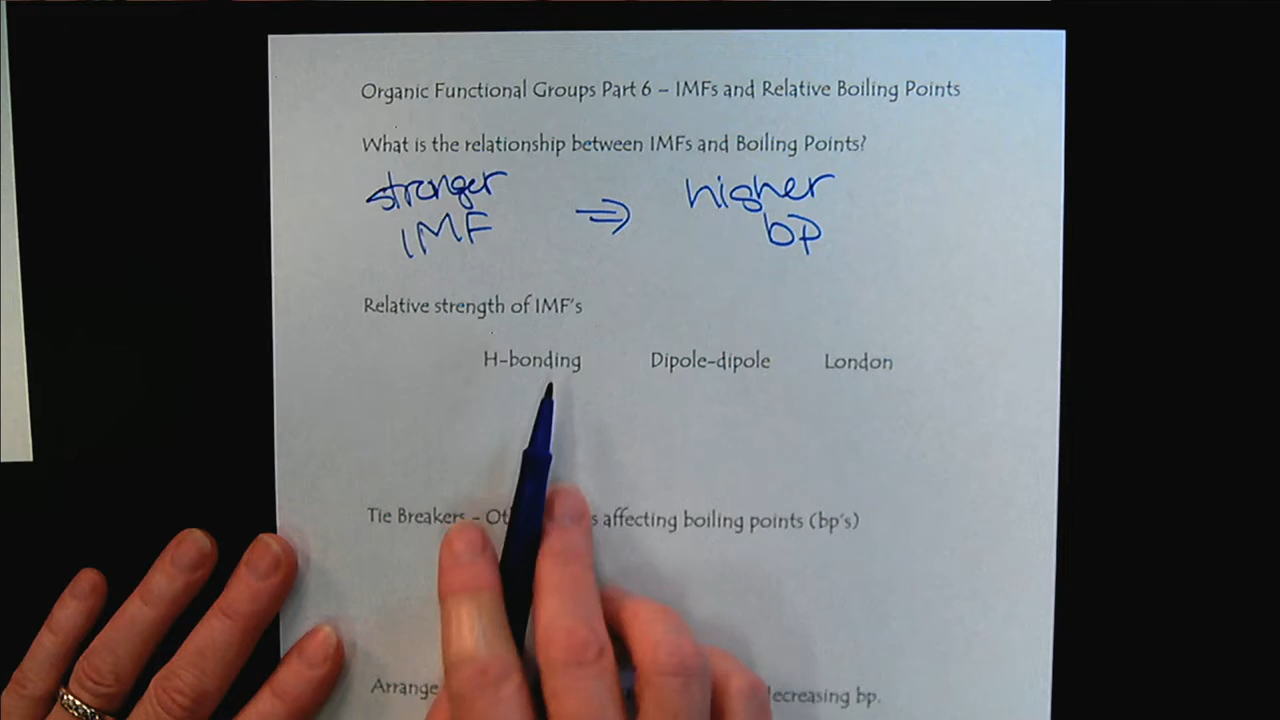 Organic Functional Groups Part 6 – IMFs and Relative Boiling Points
What is the relationship between IMFs and Boiling Points?
stronger ⇒ higher
IMF bp
Relative strength of IMF's
H-bonding Dipole-dipole London
Tie Breakers - affecting boiling points (bp's)
Arrange decreasing bp.